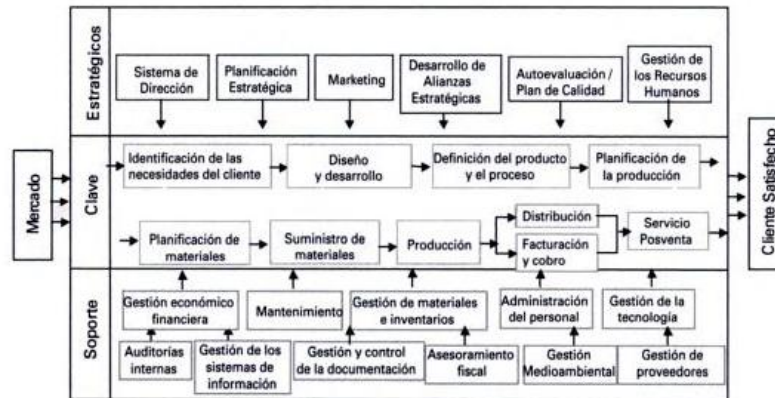 Estratégicos
Sistema de
Dirección
Planificación
Estratégica
Marketing
Desarrollo de
Alianzas
Estratégicas
Autoevaluación /
Plan de Calidad
Gestión de
los Recursos
Humanos
Mercado
Clave
Identificación de las
necesidades del cliente
Diseño
y desarrollo
Definición del producto
y el proceso
Planificación de
la producción
Planificación de
materiales
Suministro de
materiales
Producción
Distribución
Facturación
y cobro
Servicio
Posventa
Cliente Satisfecho
Soporte
Gestión económico
financiera
Mantenimiento
Gestión de materiales
e inventarios
Administración
del personal
Gestión de la
tecnología
Auditorías
internas
Gestión de los
sistemas de
información
Gestión y control
de la documentación
Asesoramiento
fiscal
Gestión
Medioambiental
Gestión de
proveedores